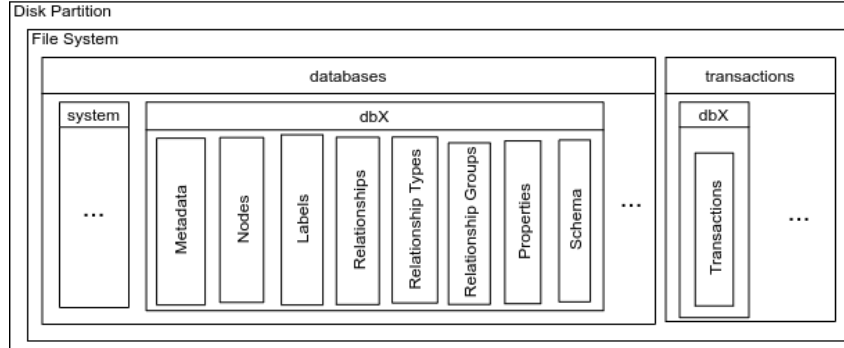 Disk Partition
File System
databases
transactions
system
dbX
dbX
...
Metadata
Nodes
Labels
Relationships
Relationship Types
Relationship Groups
Properties
Schema
...
Transactions
...